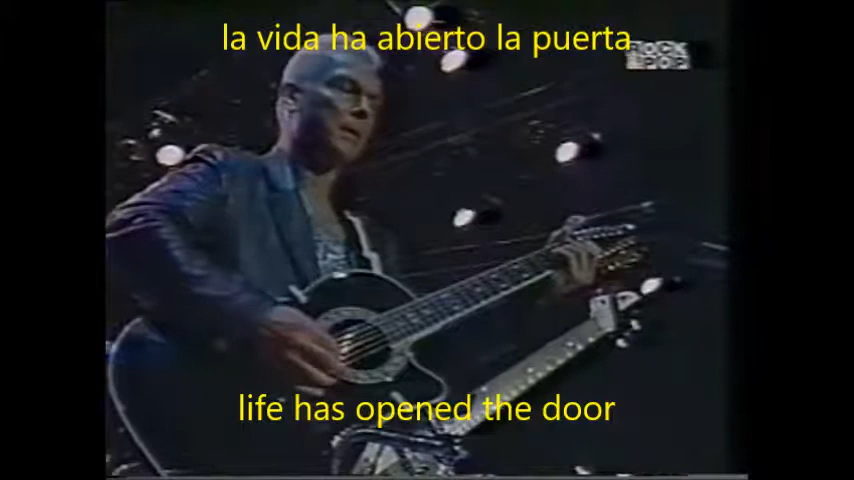 la vida ha abierto la puerta
ROCK
& POP
life has opened the door